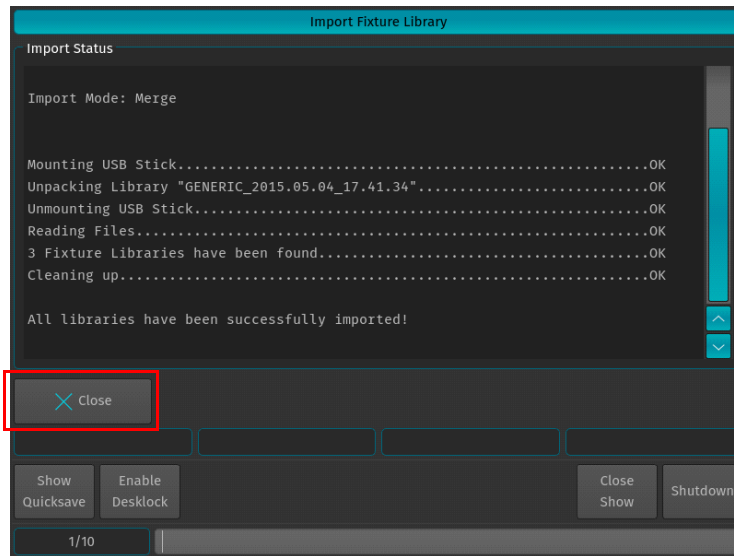 Import Fixture Library
Import Status
Import Mode: Merge
Mounting USB Stick.........................................................OK
Unpacking Library "GENERIC_2015.05.04_17.41.34"............................OK
Unmounting USB Stick.......................................................OK
Reading Files..............................................................OK
3 Fixture Libraries have been found........................................OK
Cleaning up................................................................OK
All libraries have been successfully imported!
Close
Show Quicksave
Enable Desklock
Close Show
Shutdown
1/10